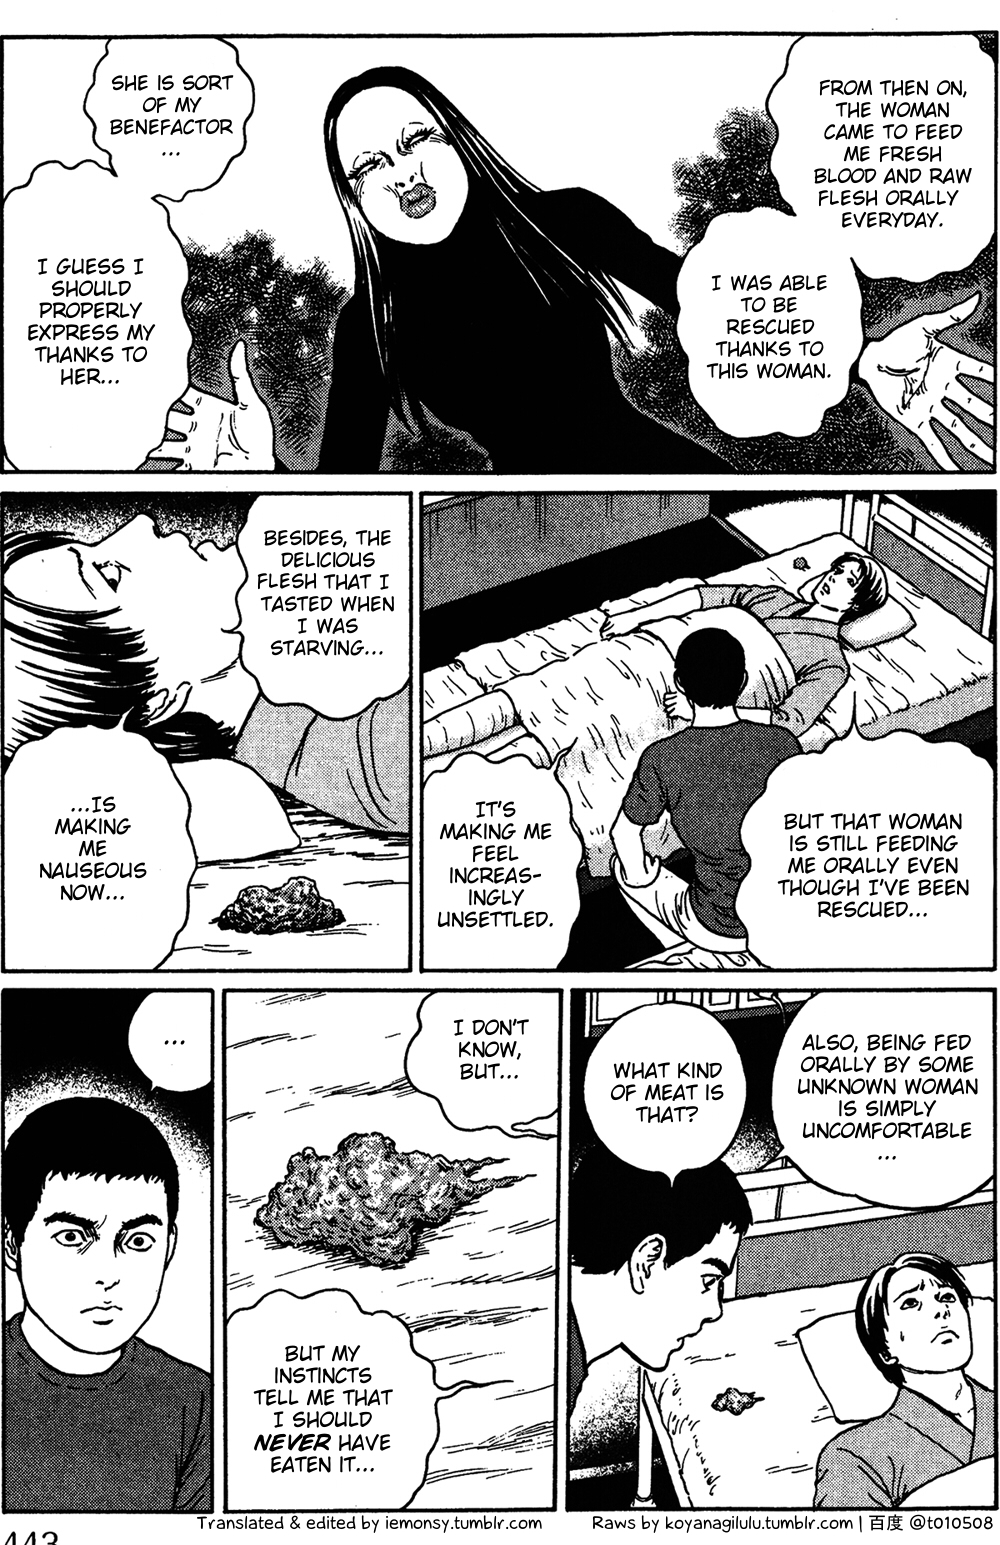 FROM THEN ON,
THE WOMAN
CAME TO FEED
ME FRESH
BLOOD AND RAW
FLESH ORALLY
EVERYDAY.
I WAS ABLE
TO BE
RESCUED
THANKS TO
THIS WOMAN.
SHE IS SORT
OF MY
BENEFACTOR
...
I GUESS I
SHOULD
PROPERLY
EXPRESS MY
THANKS TO
HER...
BUT THAT WOMAN
IS STILL FEEDING
ME ORALLY EVEN
THOUGH I'VE BEEN
RESCUED...
IT'S
MAKING ME
FEEL
INCREAS-
INGLY
UNSETTLED.
BESIDES, THE
DELICIOUS
FLESH THAT I
TASTED WHEN
I WAS
STARVING...
...IS
MAKING
ME
NAUSEOUS
NOW...
ALSO, BEING FED
ORALLY BY SOME
UNKNOWN WOMAN
IS SIMPLY
UNCOMFORTABLE
...
WHAT KIND
OF MEAT IS
THAT?
I DON'T
KNOW,
BUT...
BUT MY
INSTINCTS
TELL ME THAT
I SHOULD
NEVER HAVE
EATEN IT...
...
Translated & edited by iemonsy.tumblr.com
Raws by koyanagilulu.tumblr.com | 百度 @t010508
443